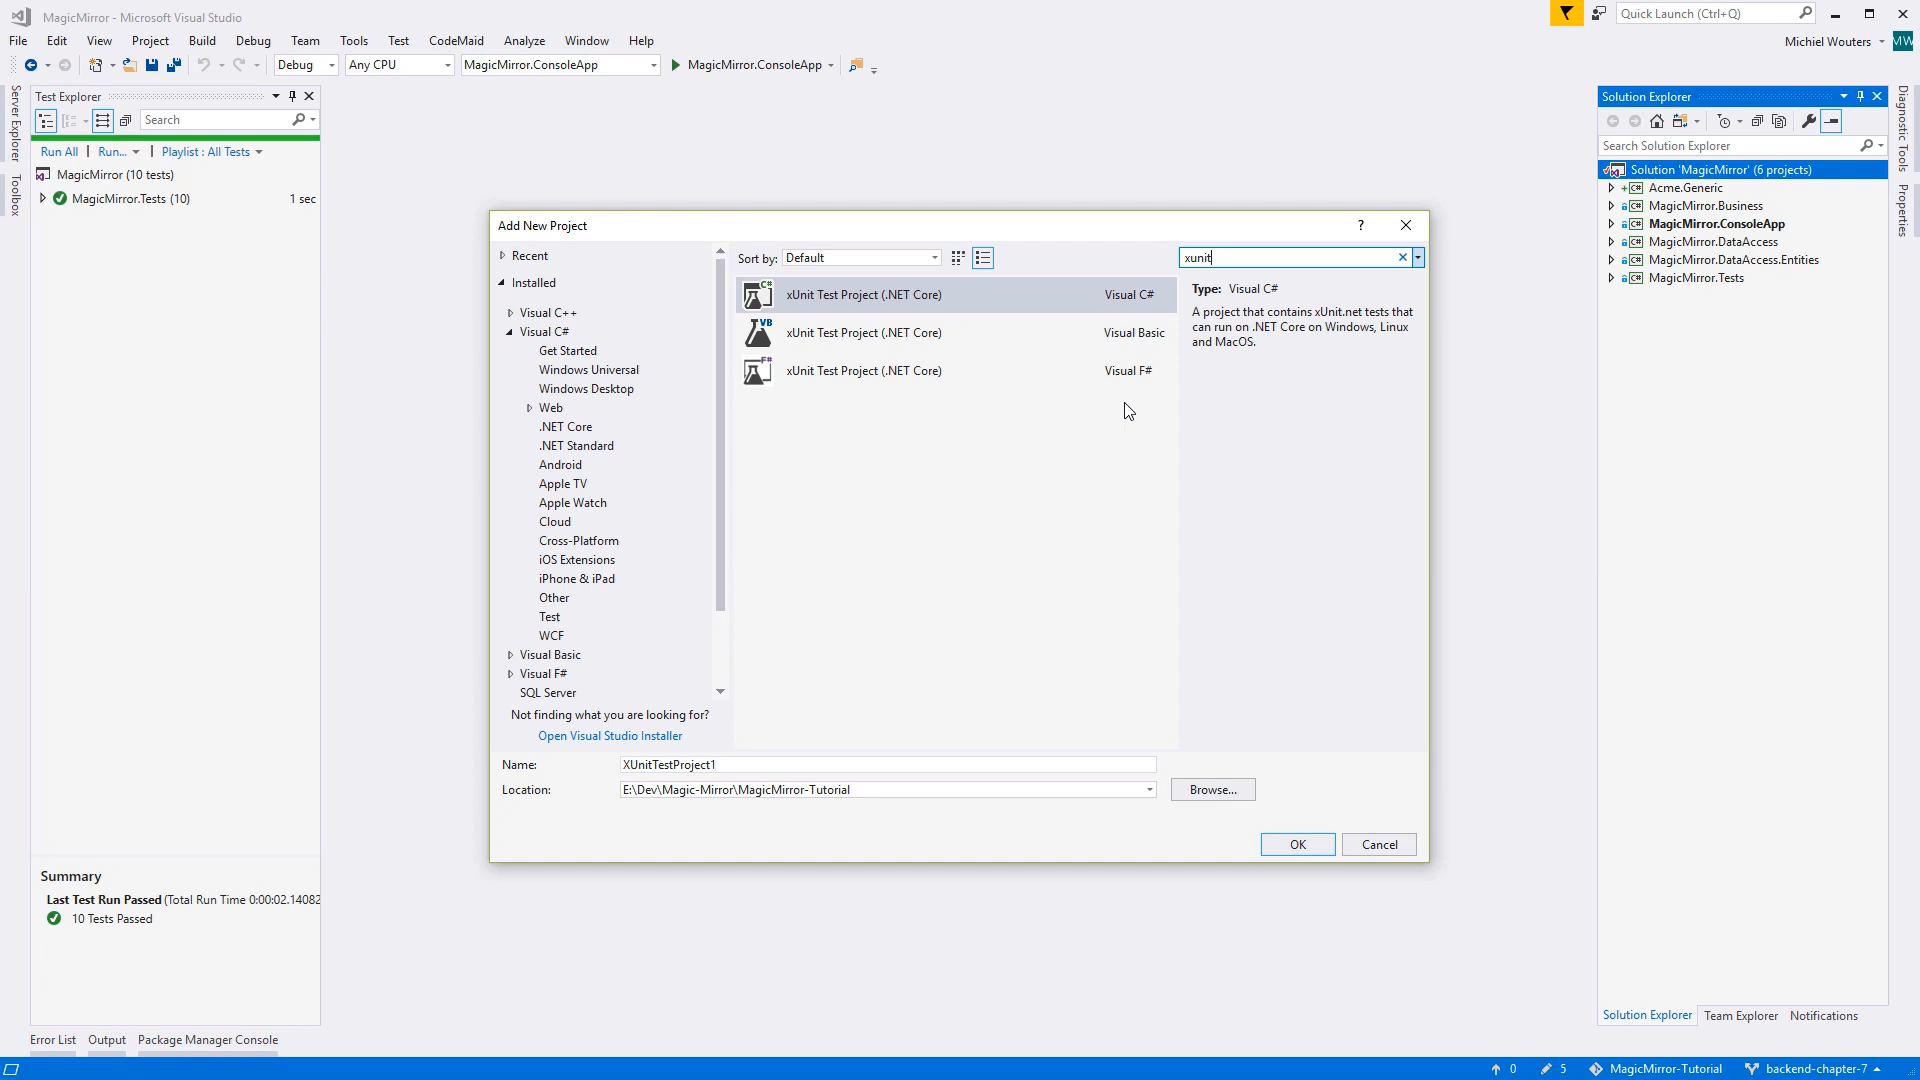 MagicMirror - Microsoft Visual Studio
Quick Launch (Ctrl+Q)
File Edit View Project Build Debug Team Tools Test CodeMaid Analyze Window Help
Michiel Wouters MW
Debug Any CPU MagicMirror.ConsoleApp MagicMirror.ConsoleApp
Server Explorer
Toolbox
Test Explorer
Search
Run All Run... Playlist : All Tests
MagicMirror (10 tests)
MagicMirror.Tests (10) 1 sec
Summary
Last Test Run Passed (Total Run Time 0:00:02.14082
10 Tests Passed
Add New Project
?
Recent
Installed
Visual C++
Visual C#
Get Started
Windows Universal
Windows Desktop
Web
.NET Core
.NET Standard
Android
Apple TV
Apple Watch
Cloud
Cross-Platform
iOS Extensions
iPhone & iPad
Other
Test
WCF
Visual Basic
Visual F#
SQL Server
Not finding what you are looking for?
Open Visual Studio Installer
Sort by: Default
xunit
C# xUnit Test Project (.NET Core) Visual C#
VB xUnit Test Project (.NET Core) Visual Basic
F# xUnit Test Project (.NET Core) Visual F#
Type: Visual C#
A project that contains xUnit.net tests that
can run on .NET Core on Windows, Linux
and MacOS.
Name: XUnitTestProject1
Location: E:\Dev\Magic-Mirror\MagicMirror-Tutorial
Browse...
OK Cancel
Solution Explorer
Search Solution Explorer
Solution 'MagicMirror' (6 projects)
C# Acme.Generic
C# MagicMirror.Business
C# MagicMirror.ConsoleApp
C# MagicMirror.DataAccess
C# MagicMirror.DataAccess.Entities
C# MagicMirror.Tests
Diagnostic Tools
Properties
Solution Explorer Team Explorer Notifications
Error List Output Package Manager Console
0 5 MagicMirror-Tutorial backend-chapter-7